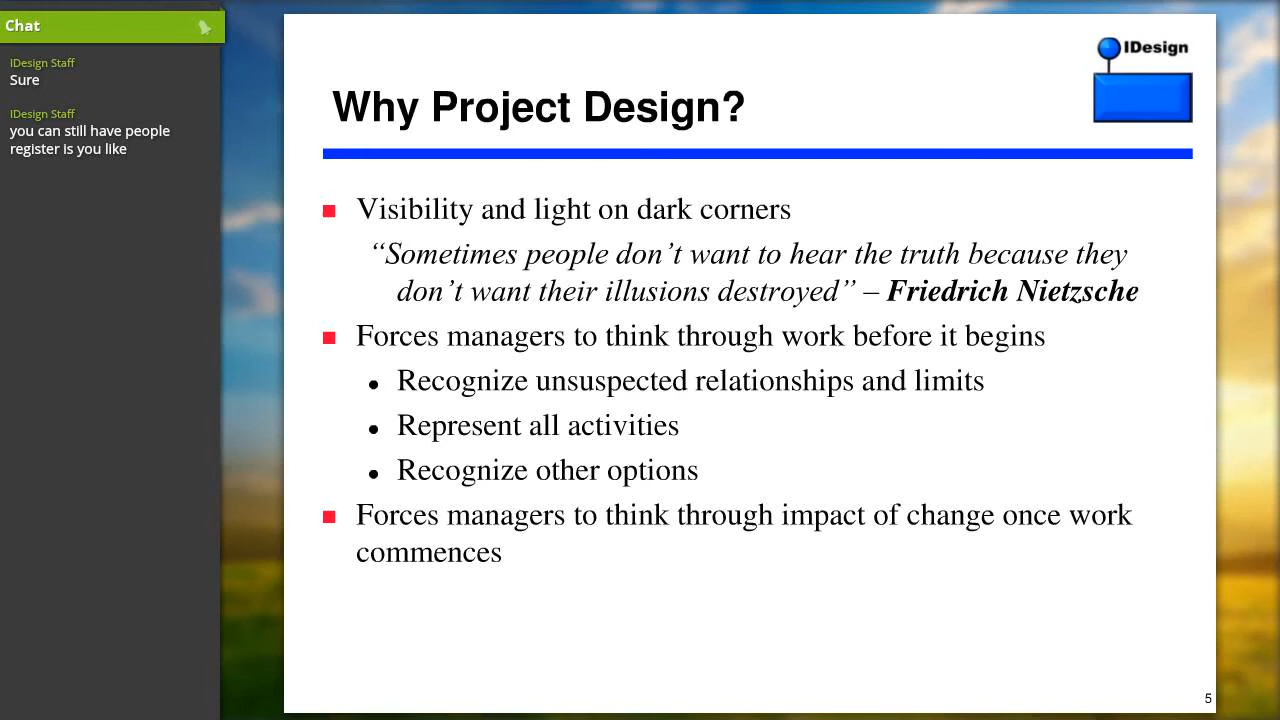 Chat
IDesign Staff
Sure
IDesign Staff
you can still have people
register is you like
IDesign
Why Project Design?
Visibility and light on dark corners
“Sometimes people don’t want to hear the truth because they
don’t want their illusions destroyed” – Friedrich Nietzsche
Forces managers to think through work before it begins
Recognize unsuspected relationships and limits
Represent all activities
Recognize other options
Forces managers to think through impact of change once work
commences
5